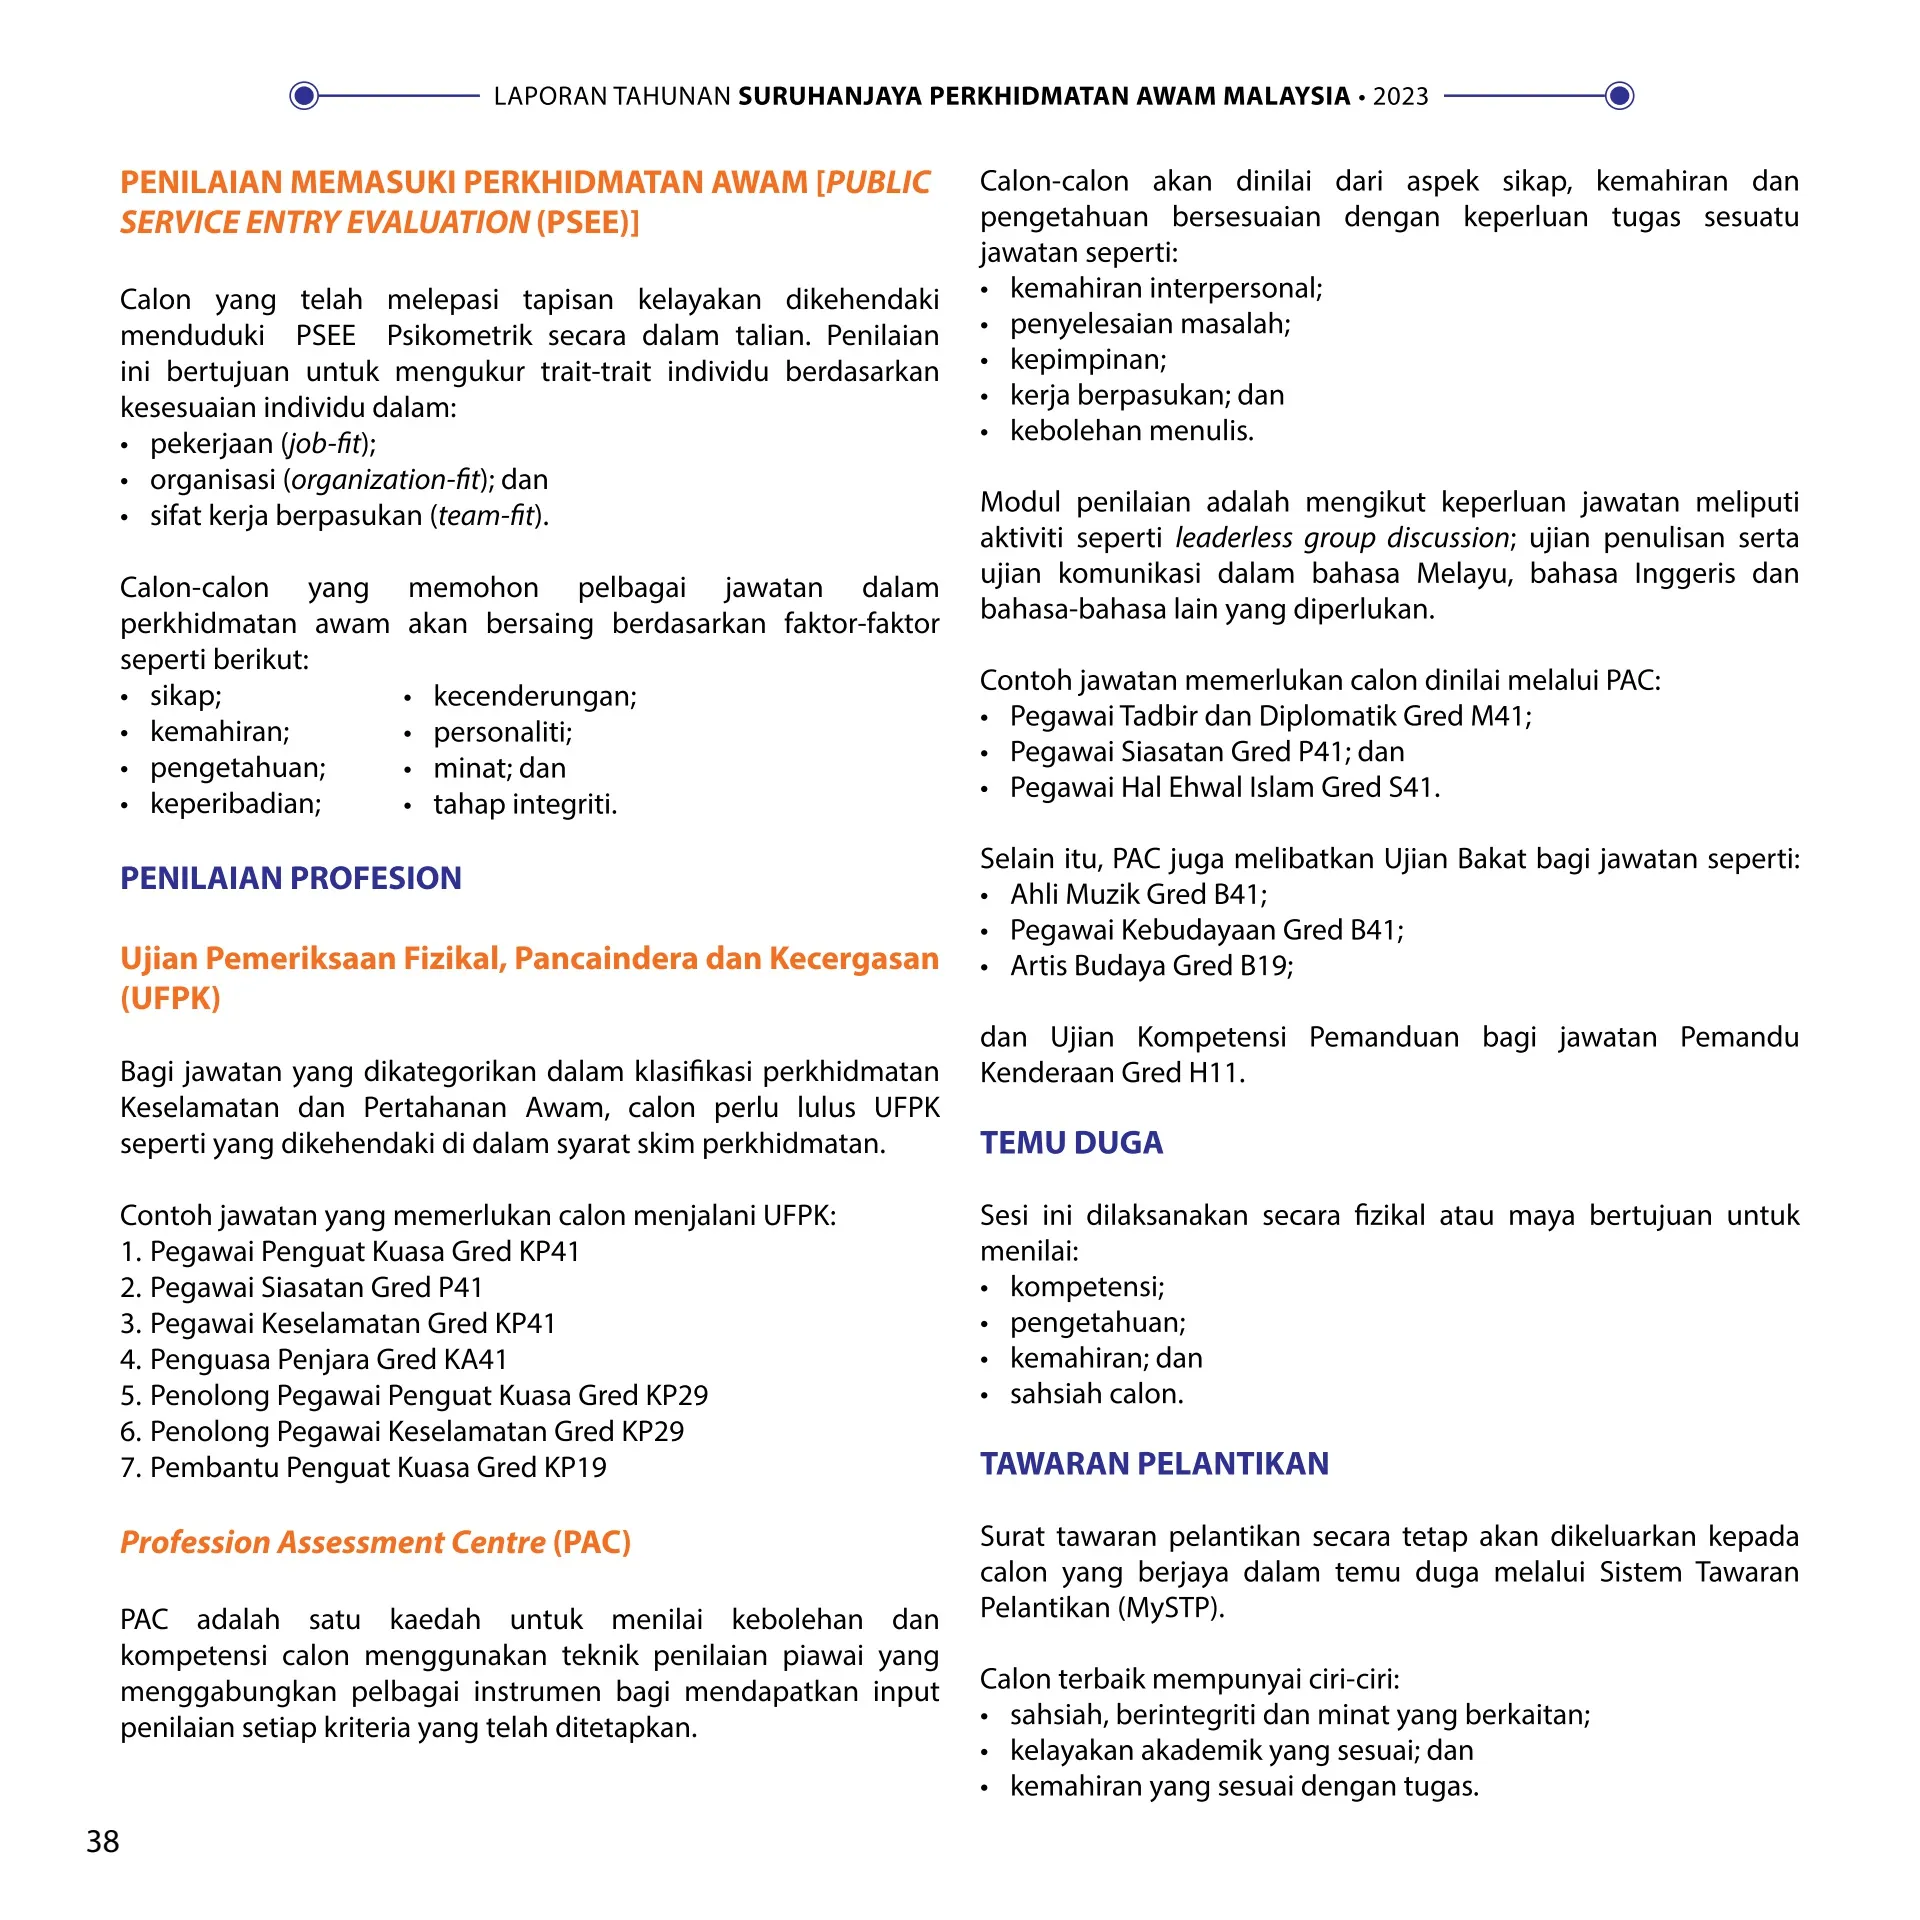 LAPORAN TAHUNAN SURUHANJAYA PERKHIDMATAN AWAM MALAYSIA • 2023
PENILAIAN MEMASUKI PERKHIDMATAN AWAM [PUBLIC
SERVICE ENTRY EVALUATION (PSEE)]
Calon yang telah melepasi tapisan kelayakan dikehendaki
menduduki PSEE Psikometrik secara dalam talian. Penilaian
ini bertujuan untuk mengukur trait-trait individu berdasarkan
kesesuaian individu dalam:
• pekerjaan (job-fit);
• organisasi (organization-fit); dan
• sifat kerja berpasukan (team-fit).
Calon-calon yang memohon pelbagai jawatan dalam
perkhidmatan awam akan bersaing berdasarkan faktor-faktor
seperti berikut:
• sikap;
• kemahiran;
• pengetahuan;
• keperibadian;
• kecenderungan;
• personaliti;
• minat; dan
• tahap integriti.
PENILAIAN PROFESION
Ujian Pemeriksaan Fizikal, Pancaindera dan Kecergasan
(UFPK)
Bagi jawatan yang dikategorikan dalam klasifikasi perkhidmatan
Keselamatan dan Pertahanan Awam, calon perlu lulus UFPK
seperti yang dikehendaki di dalam syarat skim perkhidmatan.
Contoh jawatan yang memerlukan calon menjalani UFPK:
1. Pegawai Penguat Kuasa Gred KP41
2. Pegawai Siasatan Gred P41
3. Pegawai Keselamatan Gred KP41
4. Penguasa Penjara Gred KA41
5. Penolong Pegawai Penguat Kuasa Gred KP29
6. Penolong Pegawai Keselamatan Gred KP29
7. Pembantu Penguat Kuasa Gred KP19
Profession Assessment Centre (PAC)
PAC adalah satu kaedah untuk menilai kebolehan dan
kompetensi calon menggunakan teknik penilaian piawai yang
menggabungkan pelbagai instrumen bagi mendapatkan input
penilaian setiap kriteria yang telah ditetapkan.
Calon-calon akan dinilai dari aspek sikap, kemahiran dan
pengetahuan bersesuaian dengan keperluan tugas sesuatu
jawatan seperti:
• kemahiran interpersonal;
• penyelesaian masalah;
• kepimpinan;
• kerja berpasukan; dan
• kebolehan menulis.
Modul penilaian adalah mengikut keperluan jawatan meliputi
aktiviti seperti leaderless group discussion; ujian penulisan serta
ujian komunikasi dalam bahasa Melayu, bahasa Inggeris dan
bahasa-bahasa lain yang diperlukan.
Contoh jawatan memerlukan calon dinilai melalui PAC:
• Pegawai Tadbir dan Diplomatik Gred M41;
• Pegawai Siasatan Gred P41; dan
• Pegawai Hal Ehwal Islam Gred S41.
Selain itu, PAC juga melibatkan Ujian Bakat bagi jawatan seperti:
• Ahli Muzik Gred B41;
• Pegawai Kebudayaan Gred B41;
• Artis Budaya Gred B19;
dan Ujian Kompetensi Pemanduan bagi jawatan Pemandu
Kenderaan Gred H11.
TEMU DUGA
Sesi ini dilaksanakan secara fizikal atau maya bertujuan untuk
menilai:
• kompetensi;
• pengetahuan;
• kemahiran; dan
• sahsiah calon.
TAWARAN PELANTIKAN
Surat tawaran pelantikan secara tetap akan dikeluarkan kepada
calon yang berjaya dalam temu duga melalui Sistem Tawaran
Pelantikan (MySTP).
Calon terbaik mempunyai ciri-ciri:
• sahsiah, berintegriti dan minat yang berkaitan;
• kelayakan akademik yang sesuai; dan
• kemahiran yang sesuai dengan tugas.
38